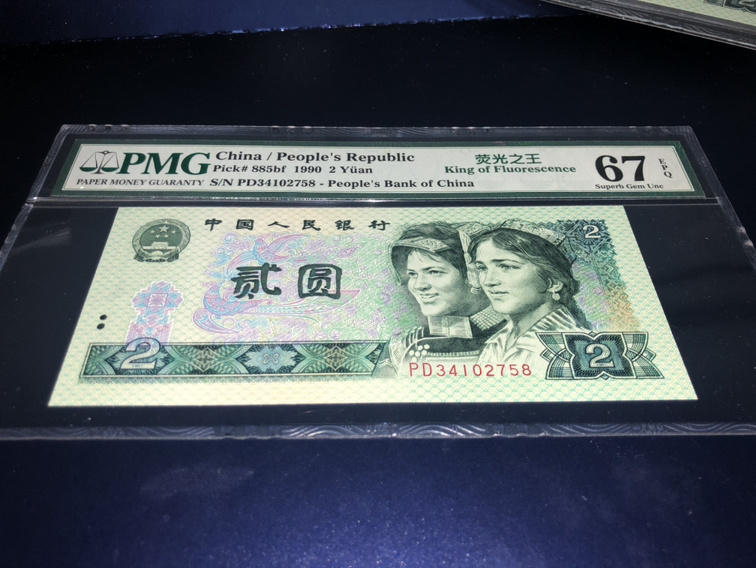 PMG
PAPER MONEY GUARANTY
China / People's Republic
Pick# 885bf 1990 2 Yüan
S/N PD34102758 - People's Bank of China
荧光之王
King of Fluorescence
67 EPQ
Superb Gem Unc
中国人民银行
贰圆
2
2
2
PD34102758